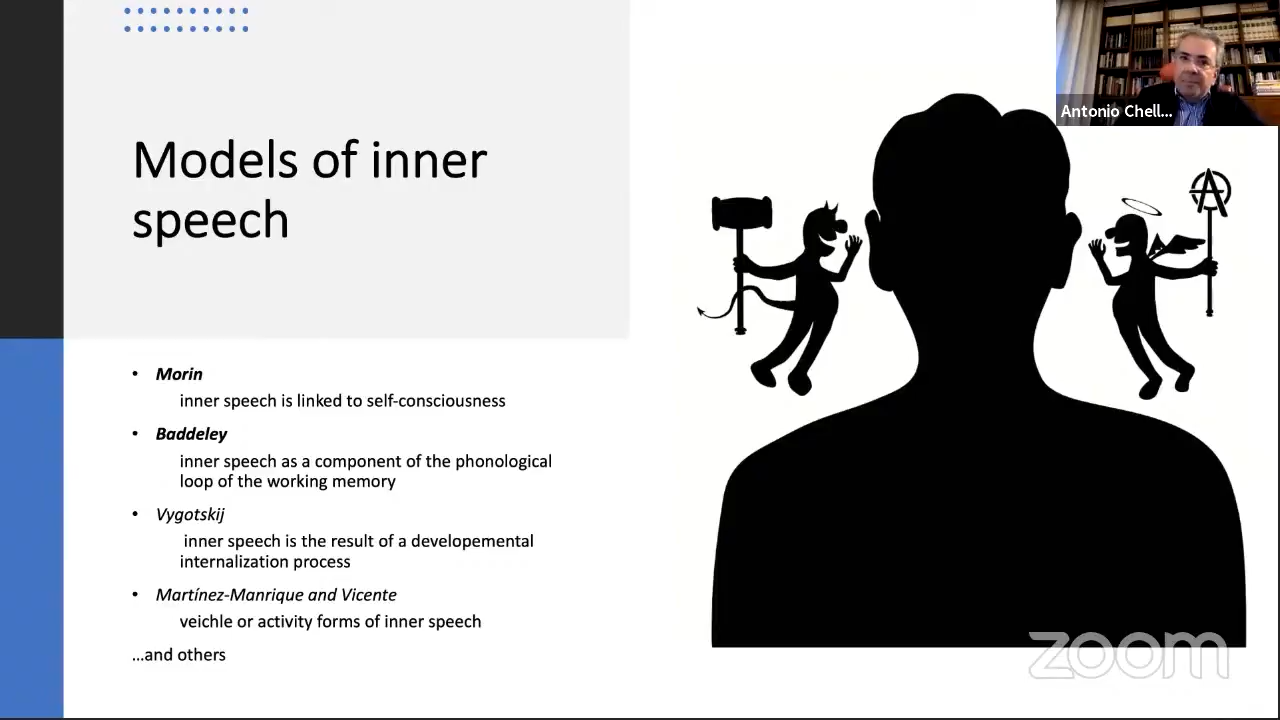 Models of inner
speech
Antonio Chell...
• Morin
inner speech is linked to self-consciousness
• Baddeley
inner speech as a component of the phonological
loop of the working memory
• Vygotskij
inner speech is the result of a developemental
internalization process
• Martínez-Manrique and Vicente
veichle or activity forms of inner speech
...and others
zoom